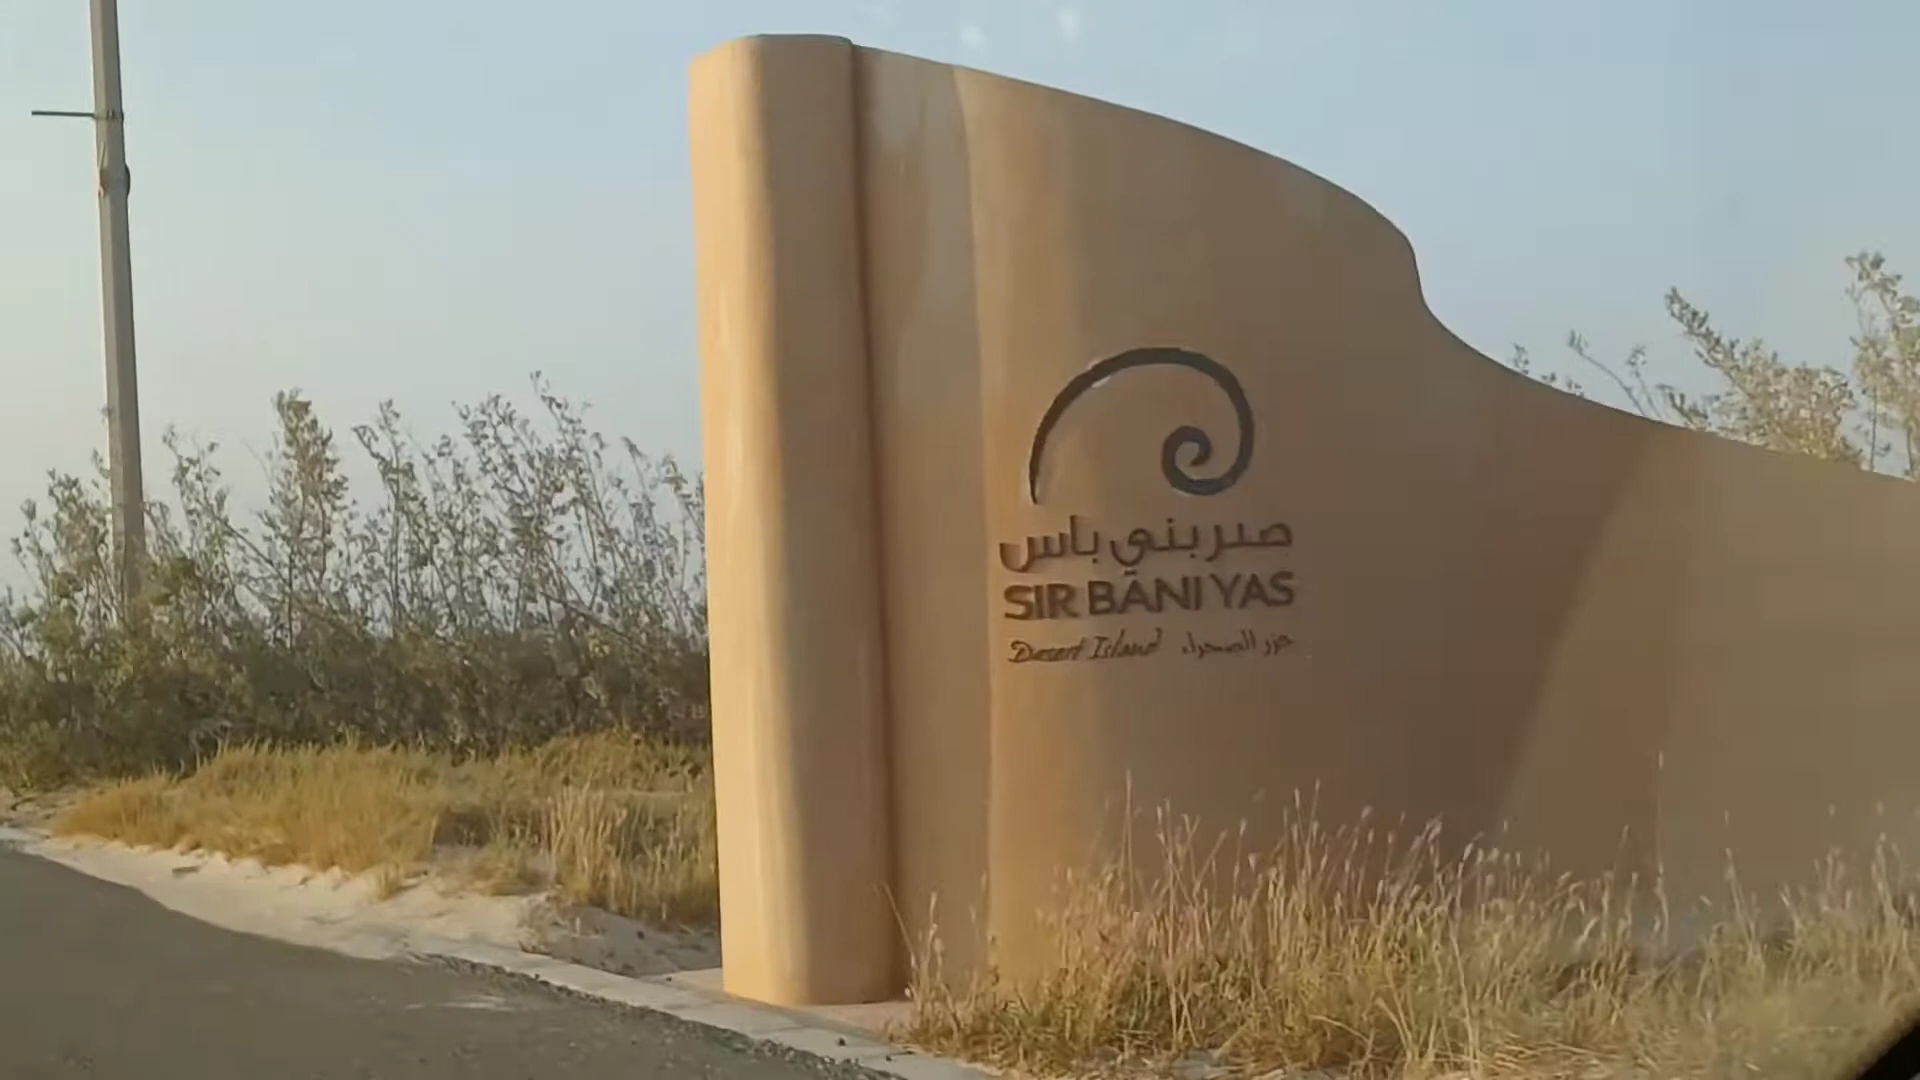 صير بني ياس
SIR BANI YAS
Desert Island جزر الصحراء